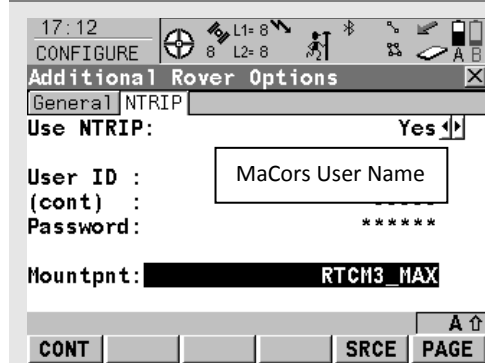 17:12
L1= 8
CONFIGURE 8 L2= 8
A B
Additional Rover Options X
General NTRIP
Use NTRIP: Yes
User ID : MaCors User Name
(cont) :
Password: ******
Mountpnt: RTCM3_MAX
A
CONT SRCE PAGE